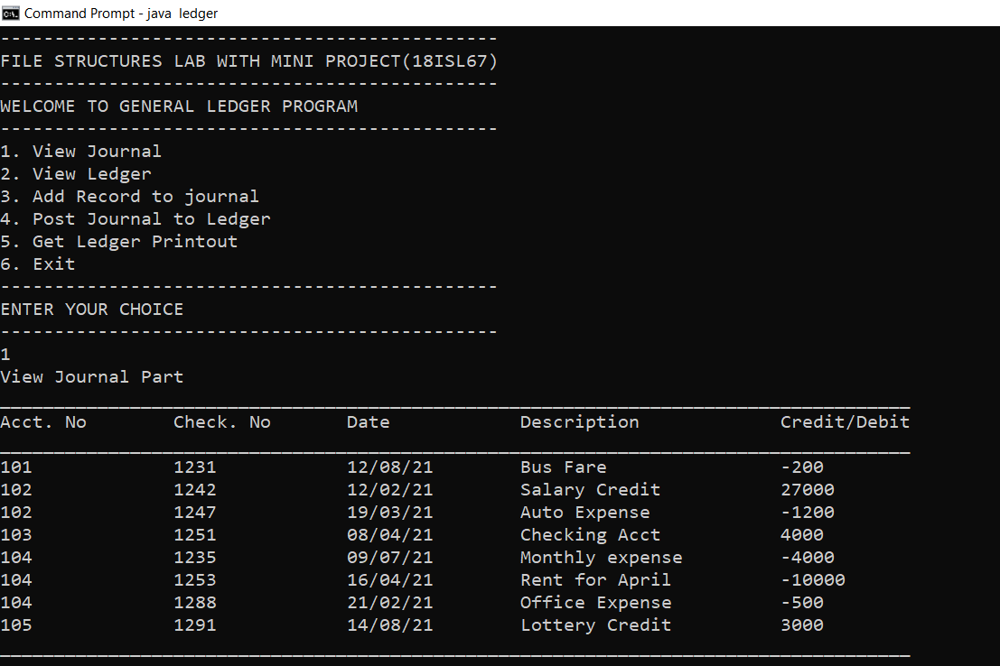 Command Prompt - java  ledger
----------------------------------------------
FILE STRUCTURES LAB WITH MINI PROJECT(18ISL67)
----------------------------------------------
WELCOME TO GENERAL LEDGER PROGRAM
----------------------------------------------
1. View Journal
2. View Ledger
3. Add Record to journal
4. Post Journal to Ledger
5. Get Ledger Printout
6. Exit
----------------------------------------------
ENTER YOUR CHOICE
----------------------------------------------
1
View Journal Part
____________________________________________________________________________________
Acct. No        Check. No       Date            Description             Credit/Debit
____________________________________________________________________________________
101             1231            12/08/21        Bus Fare                -200
102             1242            12/02/21        Salary Credit           27000
102             1247            19/03/21        Auto Expense            -1200
103             1251            08/04/21        Checking Acct           4000
104             1235            09/07/21        Monthly expense         -4000
104             1253            16/04/21        Rent for April          -10000
104             1288            21/02/21        Office Expense          -500
105             1291            14/08/21        Lottery Credit          3000
____________________________________________________________________________________